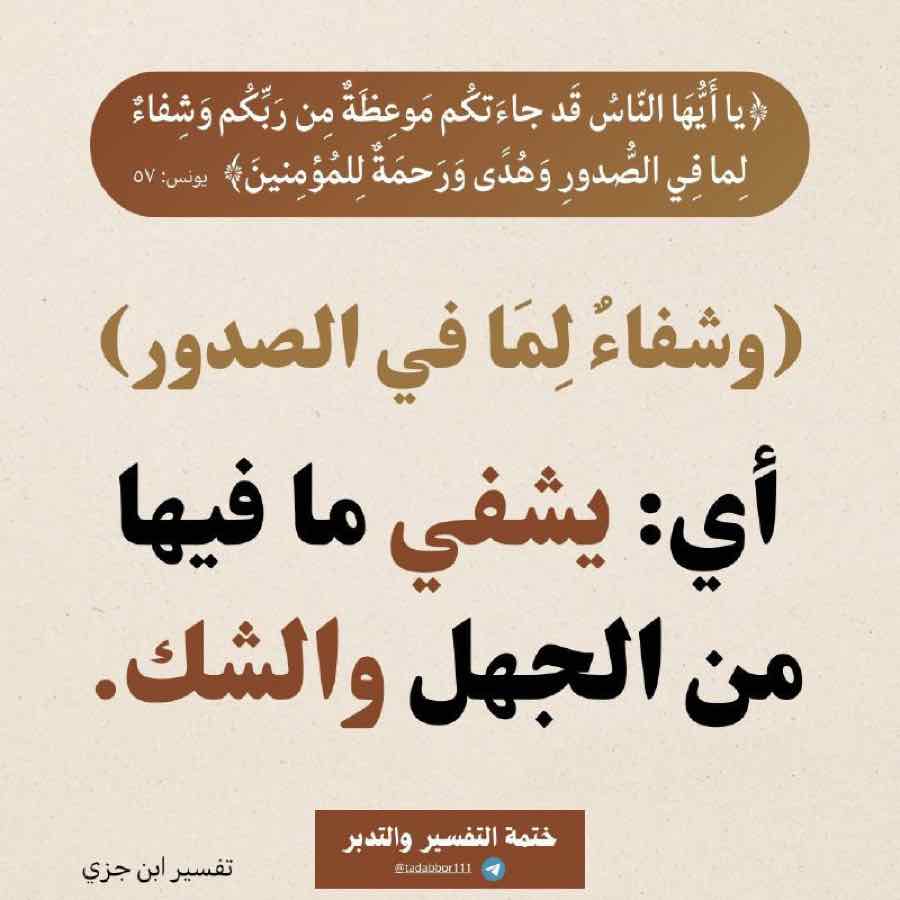 ﴿يا أَيُّهَا النّاسُ قَد جاءَتكُم مَوعِظَةٌ مِن رَبِّكُم وَشِفاءٌ
لِما فِي الصُّدورِ وَهُدًى وَرَحمَةٌ لِلمُؤمِنينَ﴾ يونس: ٥٧
(وشفاءٌ لِمَا في الصدور)
أي: يشفي ما فيها
من الجهل والشك.
ختمة التفسير والتدبر
@tadabbor111
تفسير ابن جزي